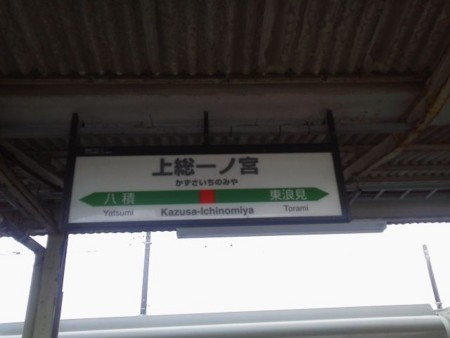 上総一ノ宮
かずさいちのみや
八積 東浪見
Yatsumi Kazusa-Ichinomiya Torami